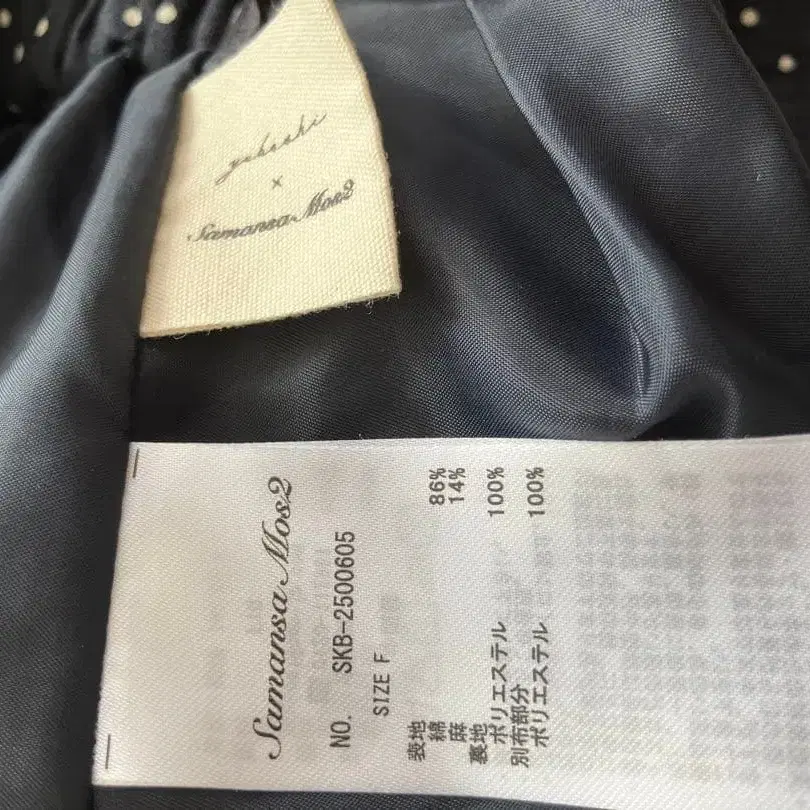 ×
Samansa Mos2
Samansa Mos2
NO. SKB-2500605
SIZE F
表地
綿 86%
麻 14%
裏地
ポリエステル 100%
別布部分
ポリエステル 100%